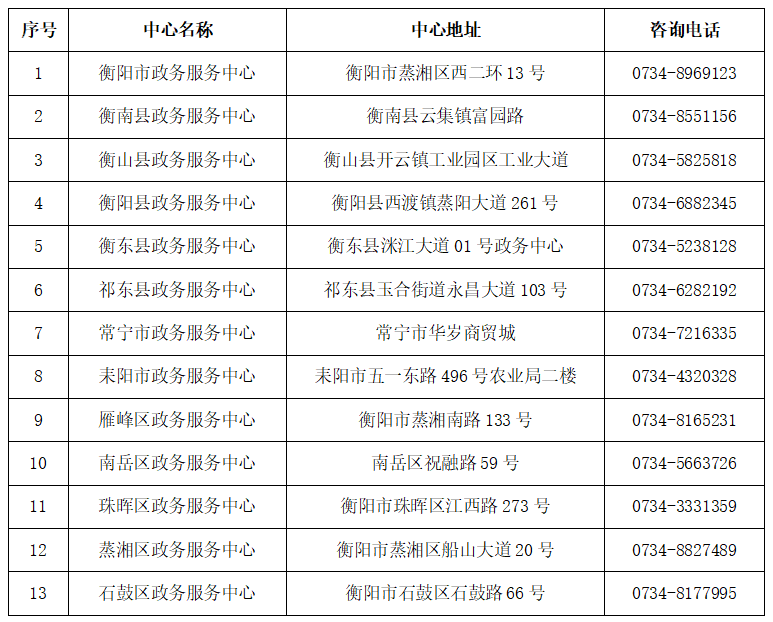 序号 中心名称 中心地址 咨询电话
1 衡阳市政务服务中心 衡阳市蒸湘区西二环 13 号 0734-8969123
2 衡南县政务服务中心 衡南县云集镇富园路 0734-8551156
3 衡山县政务服务中心 衡山县开云镇工业园区工业大道 0734-5825818
4 衡阳县政务服务中心 衡阳县西渡镇蒸阳大道 261 号 0734-6882345
5 衡东县政务服务中心 衡东县洣江大道 01 号政务中心 0734-5238128
6 祁东县政务服务中心 祁东县玉合街道永昌大道 103 号 0734-6282192
7 常宁市政务服务中心 常宁市华岁商贸城 0734-7216335
8 耒阳市政务服务中心 耒阳市五一东路 496 号农业局二楼 0734-4320328
9 雁峰区政务服务中心 衡阳市蒸湘南路 133 号 0734-8165231
10 南岳区政务服务中心 南岳区祝融路 59 号 0734-5663726
11 珠晖区政务服务中心 衡阳市珠晖区江西路 273 号 0734-3331359
12 蒸湘区政务服务中心 衡阳市蒸湘区船山大道 20 号 0734-8827489
13 石鼓区政务服务中心 衡阳市石鼓区石鼓路 66 号 0734-8177995